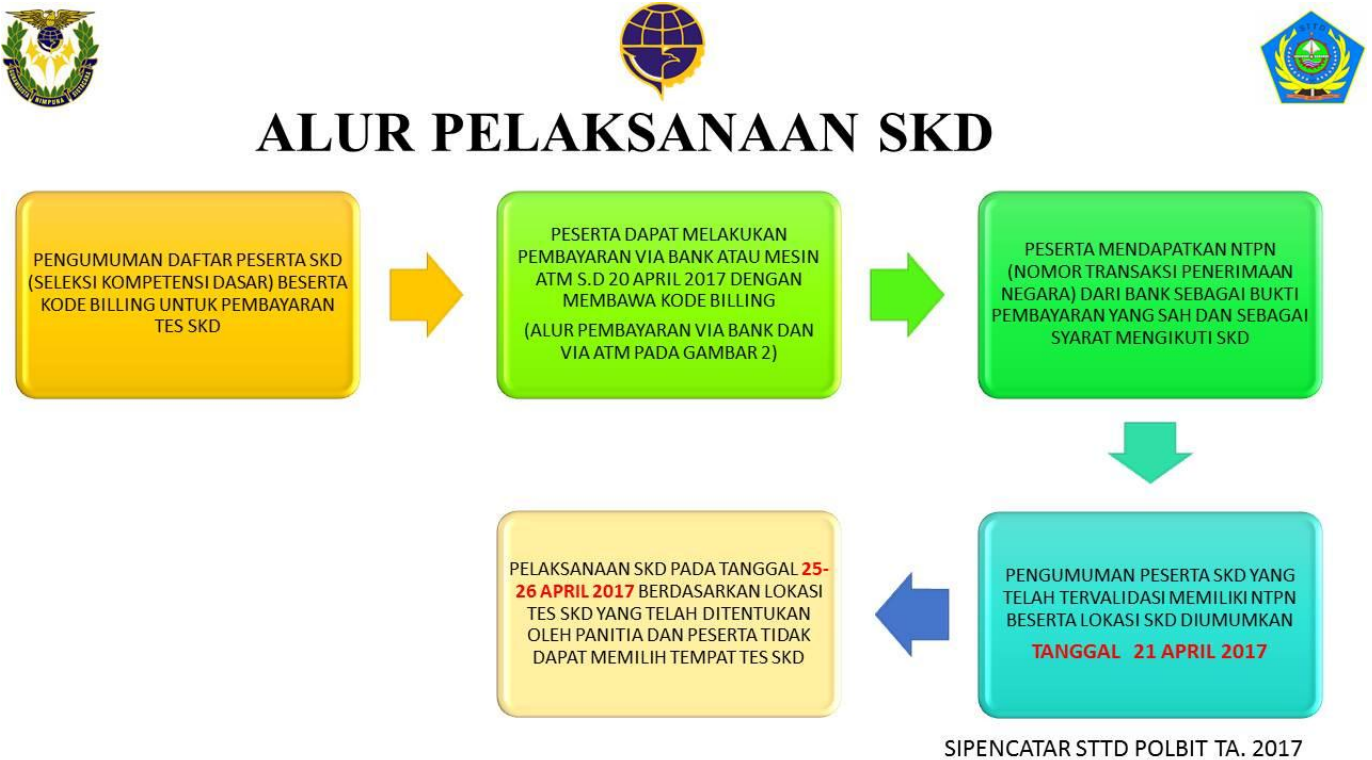 STTD
ALUR PELAKSANAAN SKD
PENGUMUMAN DAFTAR PESERTA SKD
(SELEKSI KOMPETENSI DASAR) BESERTA
KODE BILLING UNTUK PEMBAYARAN
TES SKD
PESERTA DAPAT MELAKUKAN
PEMBAYARAN VIA BANK ATAU MESIN
ATM S.D 20 APRIL 2017 DENGAN
MEMBAWA KODE BILLING
(ALUR PEMBAYARAN VIA BANK DAN
VIA ATM PADA GAMBAR 2)
PESERTA MENDAPATKAN NTPN
(NOMOR TRANSAKSI PENERIMAAN
NEGARA) DARI BANK SEBAGAI BUKTI
PEMBAYARAN YANG SAH DAN SEBAGAI
SYARAT MENGIKUTI SKD
PENGUMUMAN PESERTA SKD YANG
TELAH TERVALIDASI MEMILIKI NTPN
BESERTA LOKASI SKD DIUMUMKAN
TANGGAL 21 APRIL 2017
PELAKSANAAN SKD PADA TANGGAL 25-
26 APRIL 2017 BERDASARKAN LOKASI
TES SKD YANG TELAH DITENTUKAN
OLEH PANITIA DAN PESERTA TIDAK
DAPAT MEMILIH TEMPAT TES SKD
SIPENCATAR STTD POLBIT TA. 2017